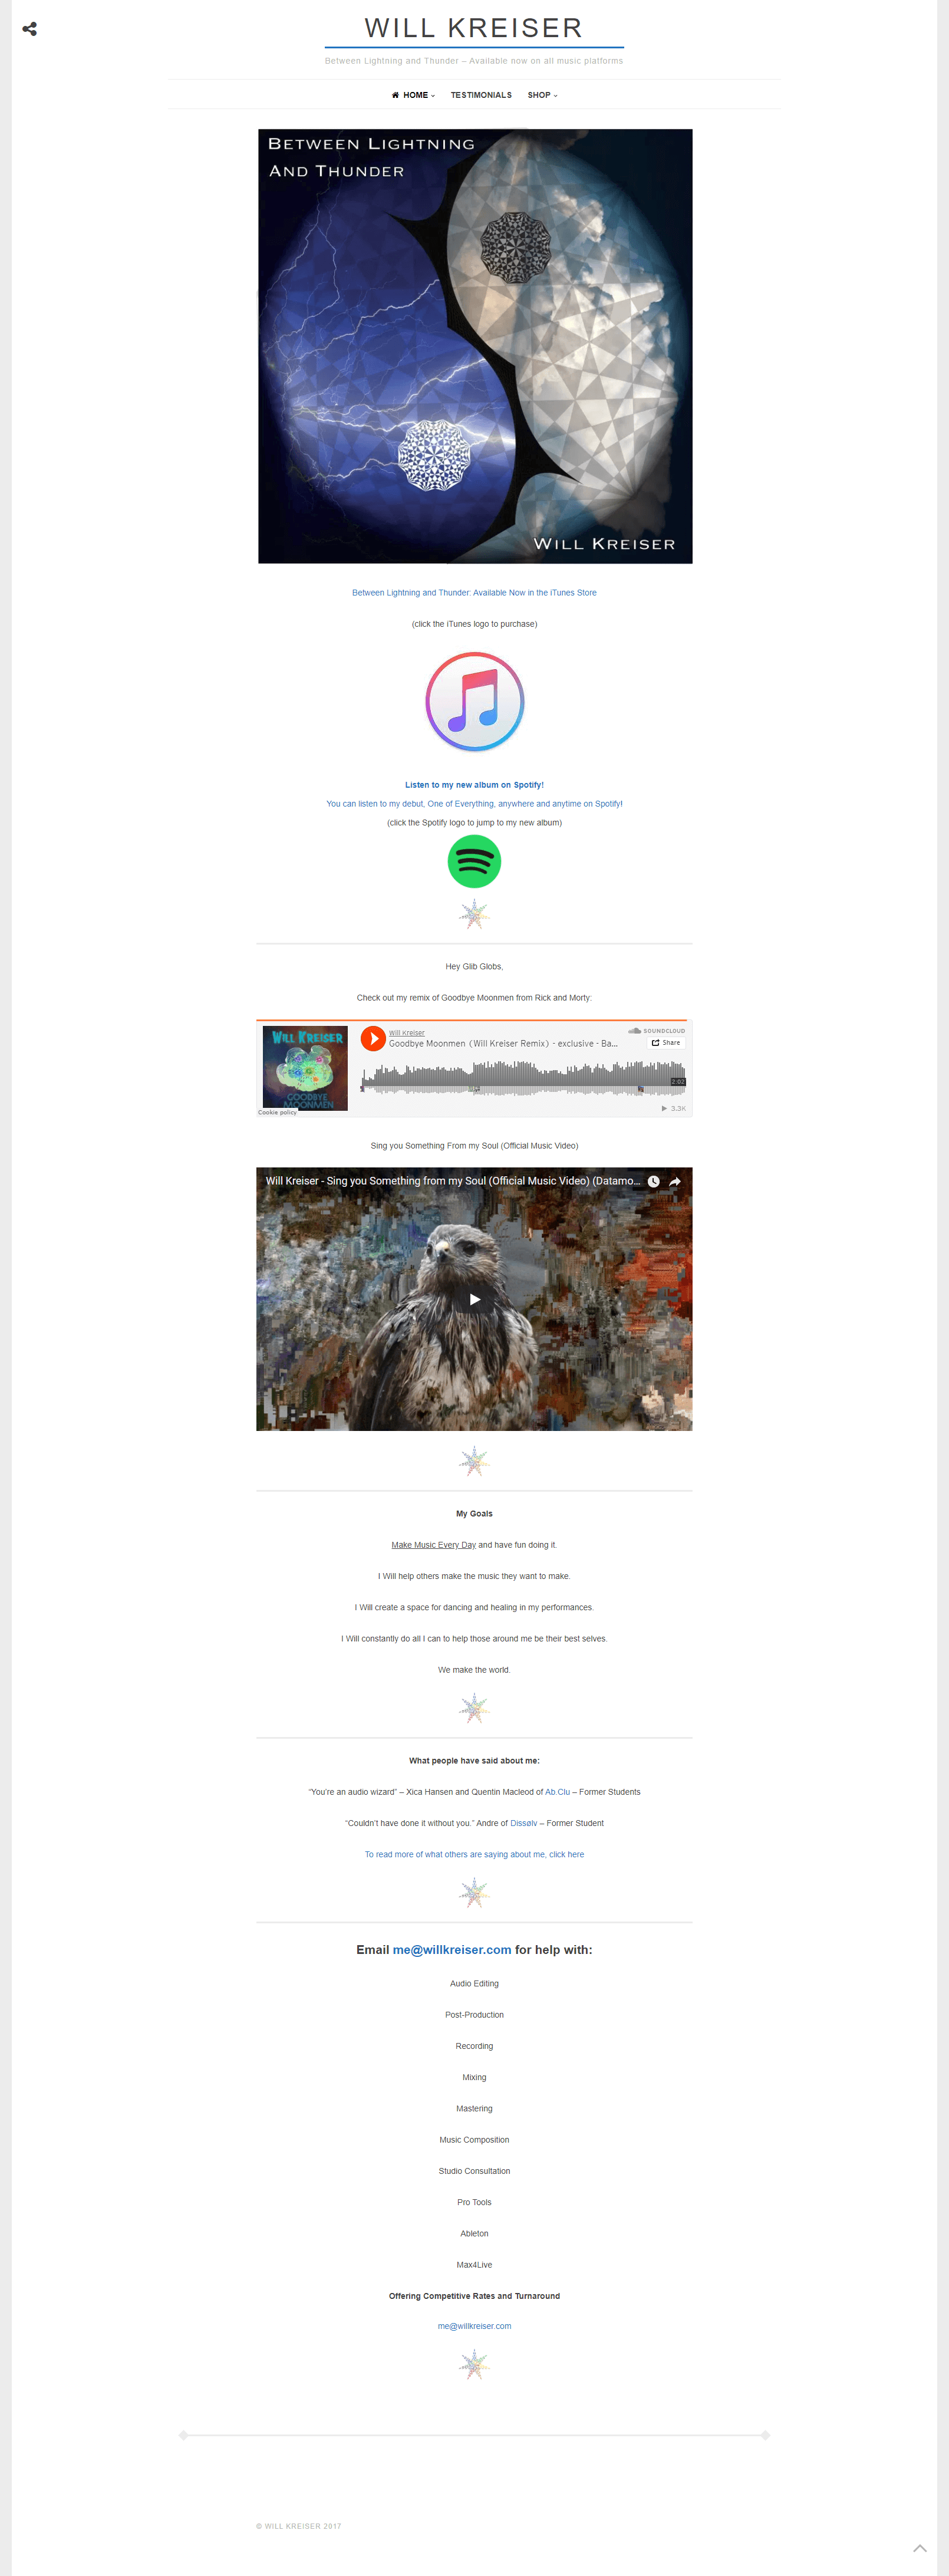 WILL KREISER
Between Lightning and Thunder – Available now on all music platforms
HOME
TESTIMONIALS
SHOP
Between Lightning
And Thunder
Will Kreiser
Between Lightning and Thunder: Available Now in the iTunes Store
(click the iTunes logo to purchase)
Listen to my new album on Spotify!
You can listen to my debut, One of Everything, anywhere and anytime on Spotify!
(click the Spotify logo to jump to my new album)
Hey Glib Globs,
Check out my remix of Goodbye Moonmen from Rick and Morty:
WILL KREISER
GOODBYE
MOONMEN
Cookie policy
Will Kreiser
Goodbye Moonmen (Will Kreiser Remix) - exclusive - Ba...
SOUNDCLOUD
Share
2:02
3.3K
Sing you Something From my Soul (Official Music Video)
Will Kreiser - Sing you Something from my Soul (Official Music Video) (Datamo...
My Goals
Make Music Every Day and have fun doing it.
I Will help others make the music they want to make.
I Will create a space for dancing and healing in my performances.
I Will constantly do all I can to help those around me be their best selves.
We make the world.
What people have said about me:
“You’re an audio wizard” – Xica Hansen and Quentin Macleod of Ab.Clu – Former Students
“Couldn’t have done it without you.” Andre of Dissølv – Former Student
To read more of what others are saying about me, click here
Email me@willkreiser.com for help with:
Audio Editing
Post-Production
Recording
Mixing
Mastering
Music Composition
Studio Consultation
Pro Tools
Ableton
Max4Live
Offering Competitive Rates and Turnaround
me@willkreiser.com
© WILL KREISER 2017